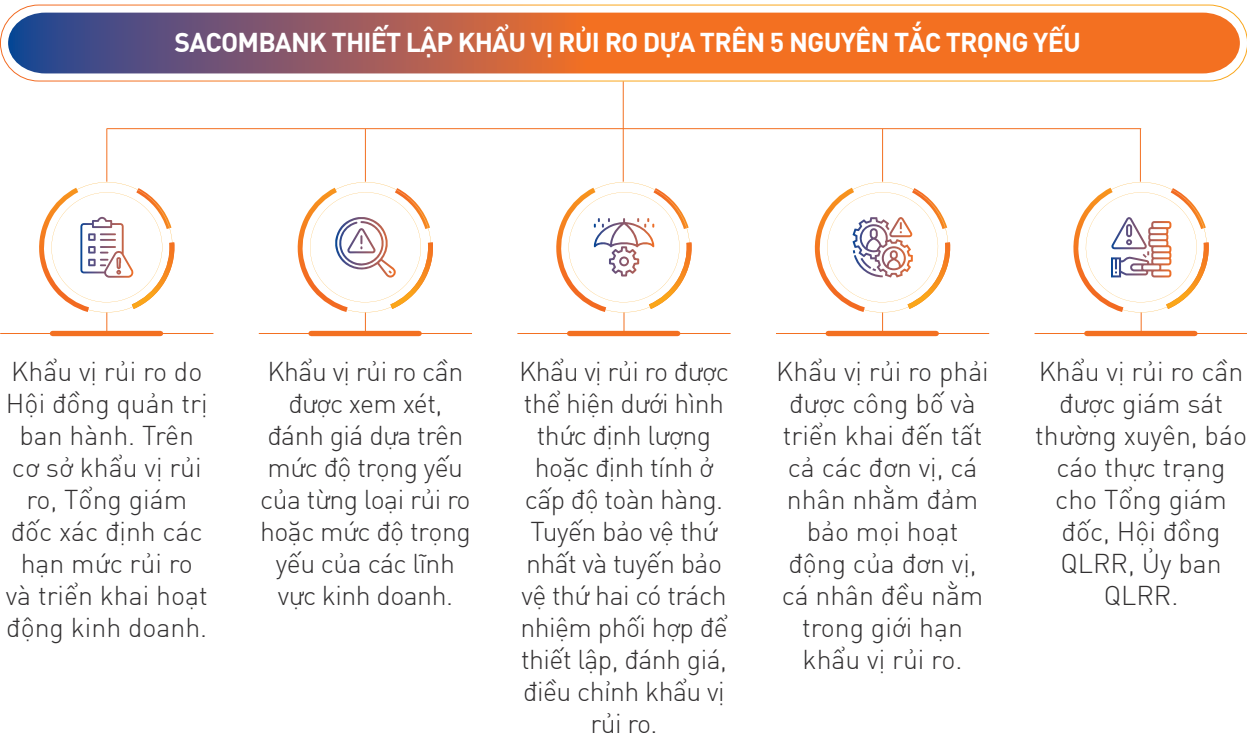 SACOMBANK THIẾT LẬP KHẨU VỊ RỦI RO DỰA TRÊN 5 NGUYÊN TẮC TRỌNG YẾU
Khẩu vị rủi ro do
Hội đồng quản trị
ban hành. Trên
cơ sở khẩu vị rủi
ro, Tổng giám
đốc xác định các
hạn mức rủi ro
và triển khai hoạt
động kinh doanh.
Khẩu vị rủi ro cần
được xem xét,
đánh giá dựa trên
mức độ trọng yếu
của từng loại rủi ro
hoặc mức độ trọng
yếu của các lĩnh
vực kinh doanh.
Khẩu vị rủi ro được
thể hiện dưới hình
thức định lượng
hoặc định tính ở
cấp độ toàn hàng.
Tuyến bảo vệ thứ
nhất và tuyến bảo
vệ thứ hai có trách
nhiệm phối hợp để
thiết lập, đánh giá,
điều chỉnh khẩu vị
rủi ro.
Khẩu vị rủi ro phải
được công bố và
triển khai đến tất
cả các đơn vị, cá
nhân nhằm đảm
bảo mọi hoạt
động của đơn vị,
cá nhân đều nằm
trong giới hạn
khẩu vị rủi ro.
Khẩu vị rủi ro cần
được giám sát
thường xuyên, báo
cáo thực trạng
cho Tổng giám
đốc, Hội đồng
QLRR, Ủy ban
QLRR.